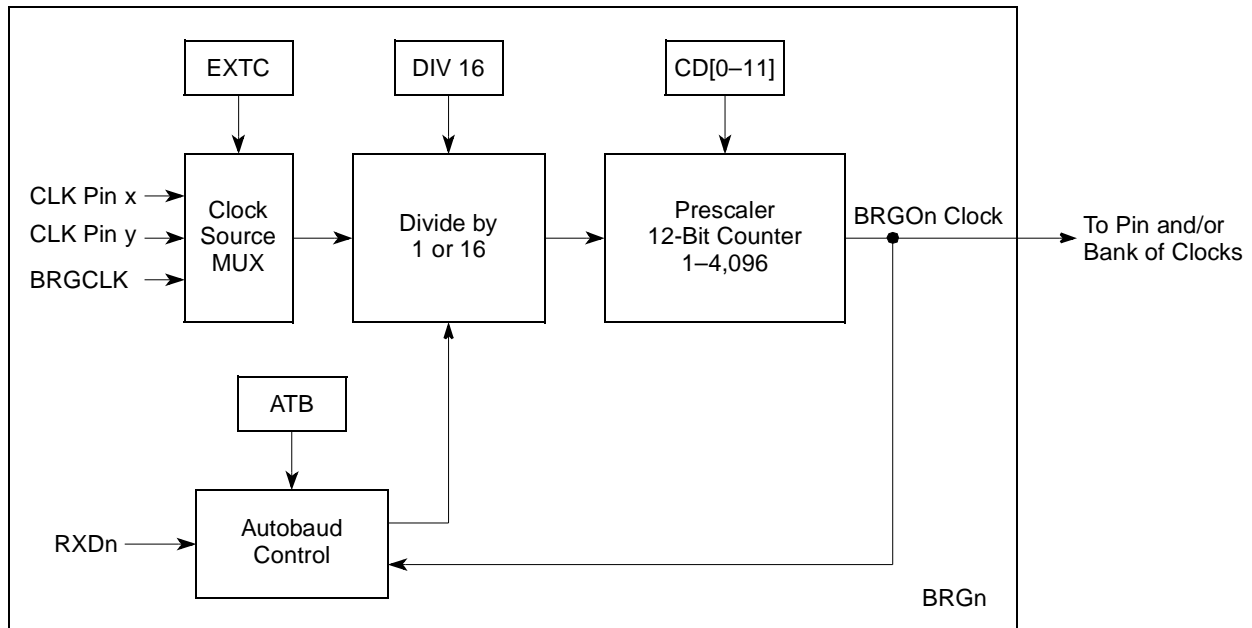 EXTC
DIV 16
CD[0–11]
CLK Pin x
CLK Pin y
BRGCLK
Clock
Source
MUX
Divide by
1 or 16
Prescaler
12-Bit Counter
1–4,096
BRGOn Clock
To Pin and/or
Bank of Clocks
ATB
RXDn
Autobaud
Control
BRGn